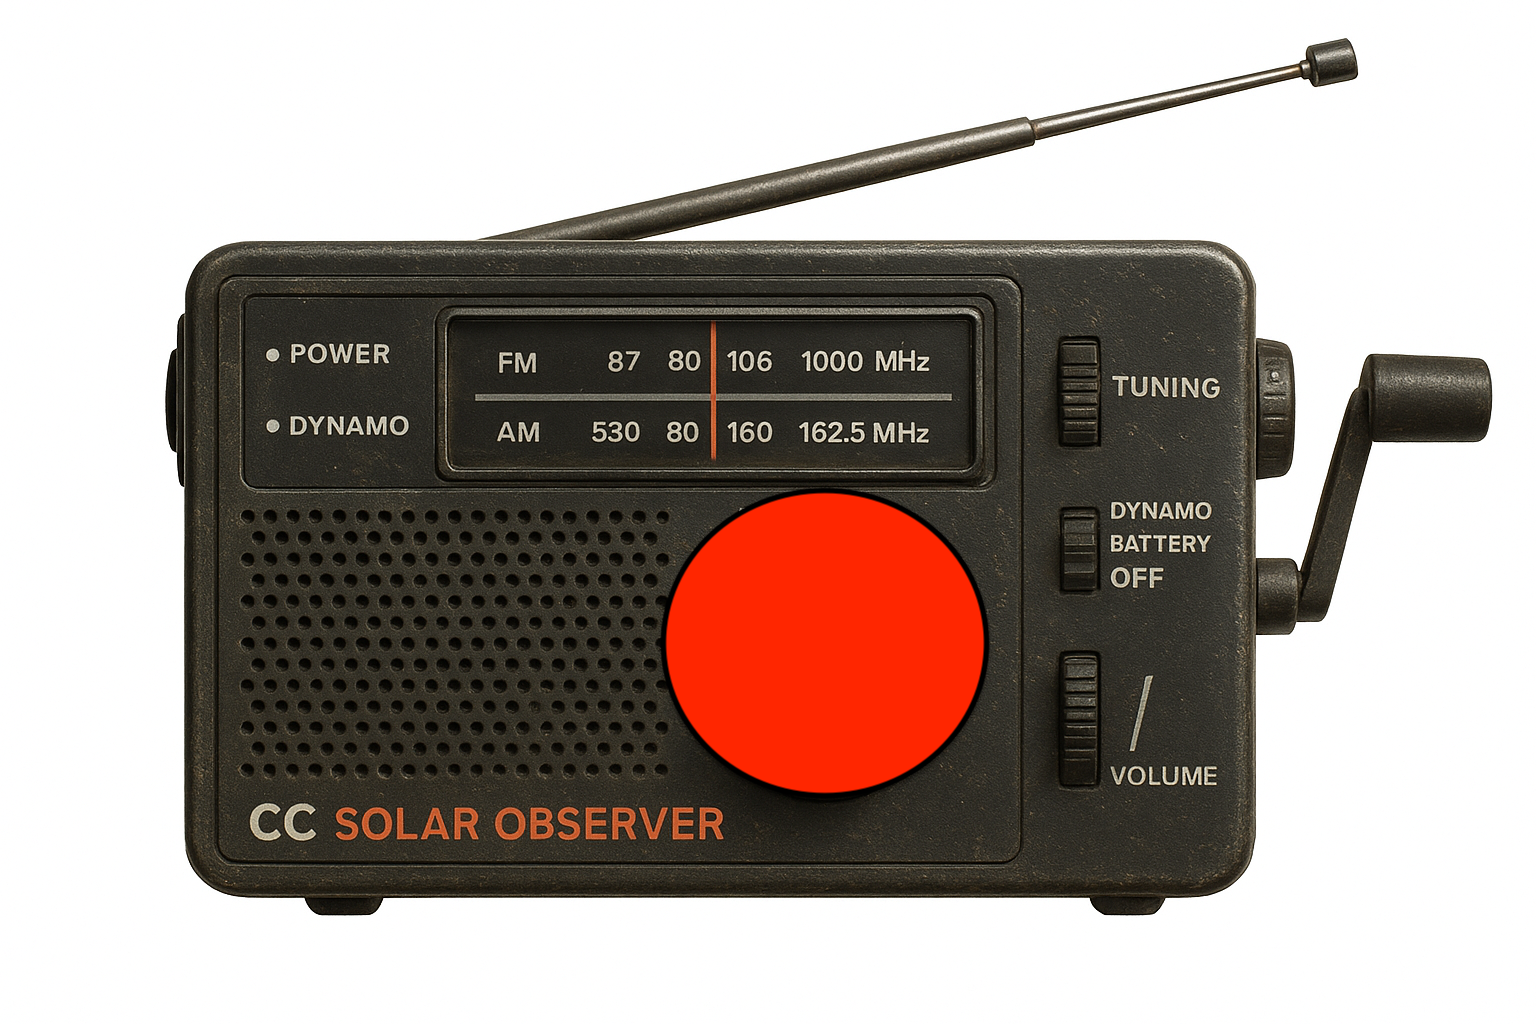 POWER
DYNAMO
FM 87 80 106 1000 MHz
AM 530 80 160 162.5 MHz
TUNING
DYNAMO
BATTERY
OFF
VOLUME
CC SOLAR OBSERVER